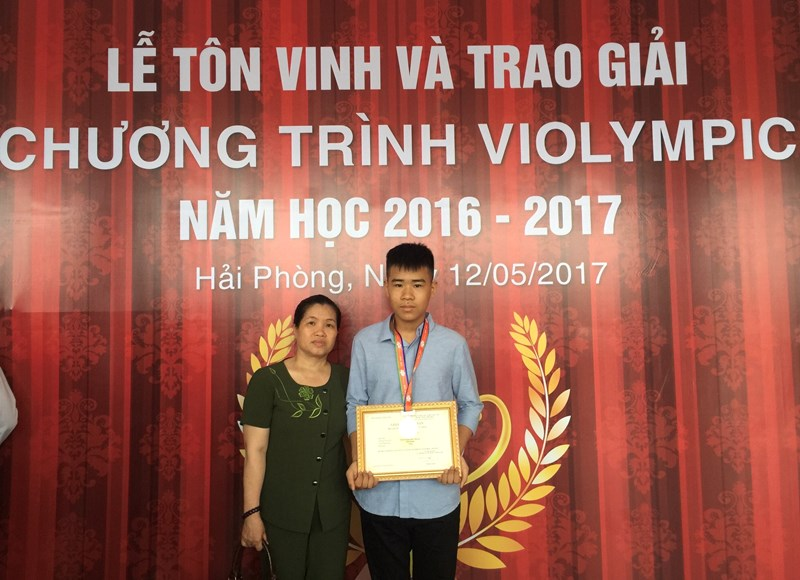 LỄ TÔN VINH VÀ TRAO GIẢI
CHƯƠNG TRÌNH VIOLYMPIC
NĂM HỌC 2016 - 2017
Hải Phòng, N y 12/05/2017